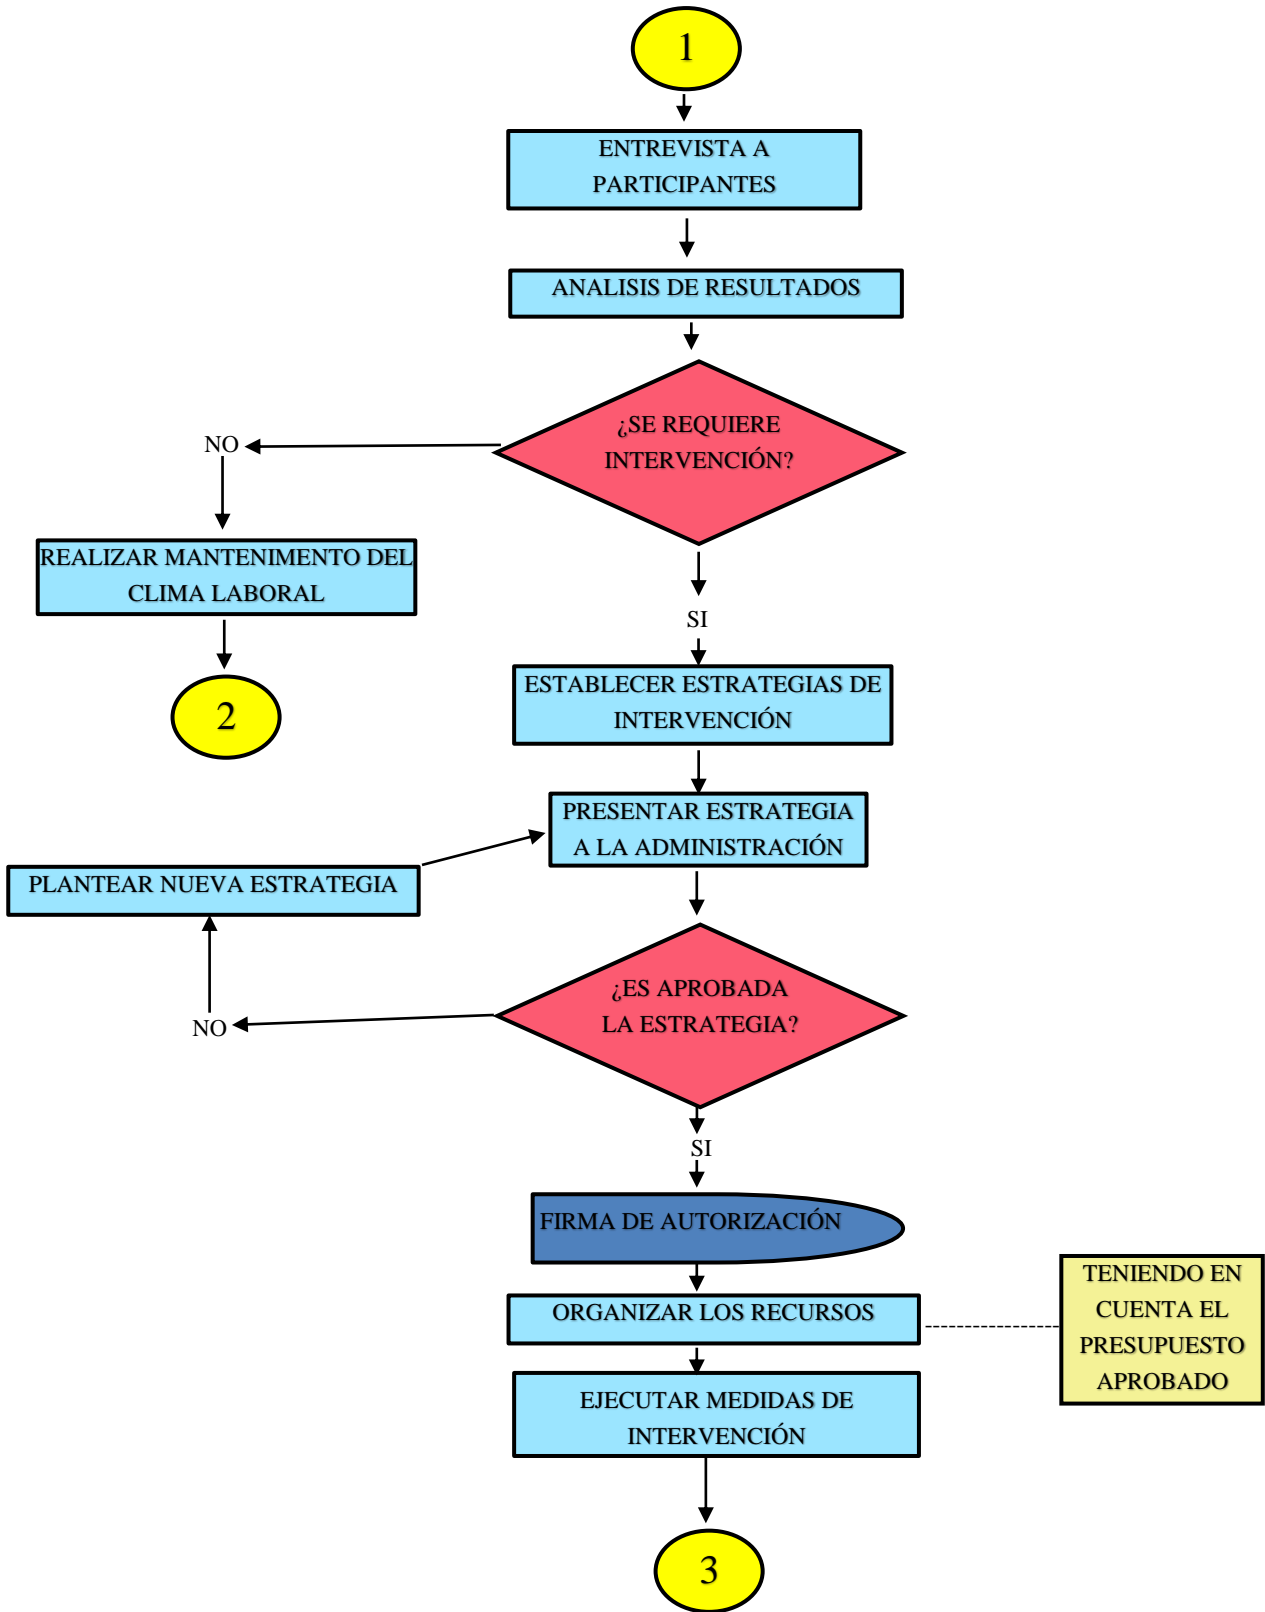 1
ENTREVISTA A
PARTICIPANTES
ANALISIS DE RESULTADOS
¿SE REQUIERE
INTERVENCIÓN?
NO
REALIZAR MANTENIMENTO DEL
CLIMA LABORAL
2
SI
ESTABLECER ESTRATEGIAS DE
INTERVENCIÓN
PRESENTAR ESTRATEGIA
A LA ADMINISTRACIÓN
PLANTEAR NUEVA ESTRATEGIA
¿ES APROBADA
LA ESTRATEGIA?
NO
SI
FIRMA DE AUTORIZACIÓN
ORGANIZAR LOS RECURSOS
TENIENDO EN
CUENTA EL
PRESUPUESTO
APROBADO
EJECUTAR MEDIDAS DE
INTERVENCIÓN
3